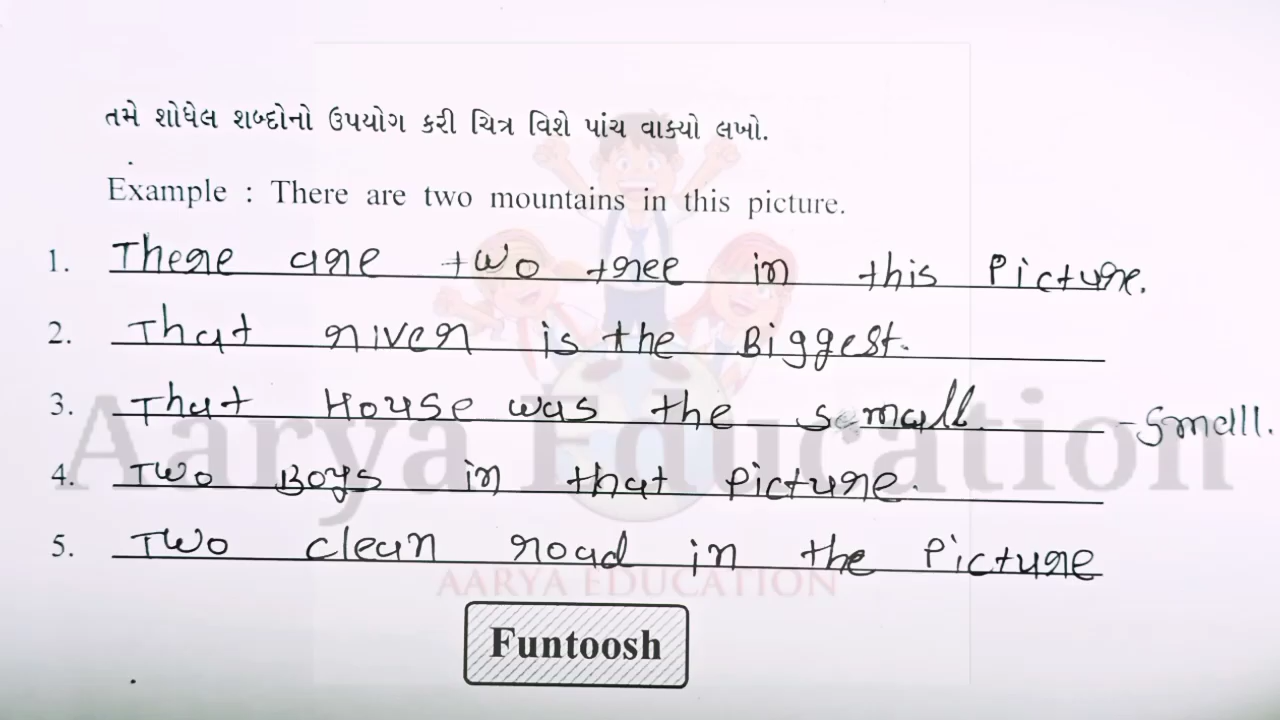 તમે શોધેલ શબ્દોનો ઉપયોગ કરી ચિત્ર વિશે પાંચ વાક્યો લખો.
Example : There are two mountains in this picture.
1. There are two tree in this Picture.
2. That river is the Biggest.
3. That House was the small. - Small.
4. Two Boys in that Picture.
5. Two clean road in the Picture
Aarya Education
AARYA EDUCATION
Funtoosh